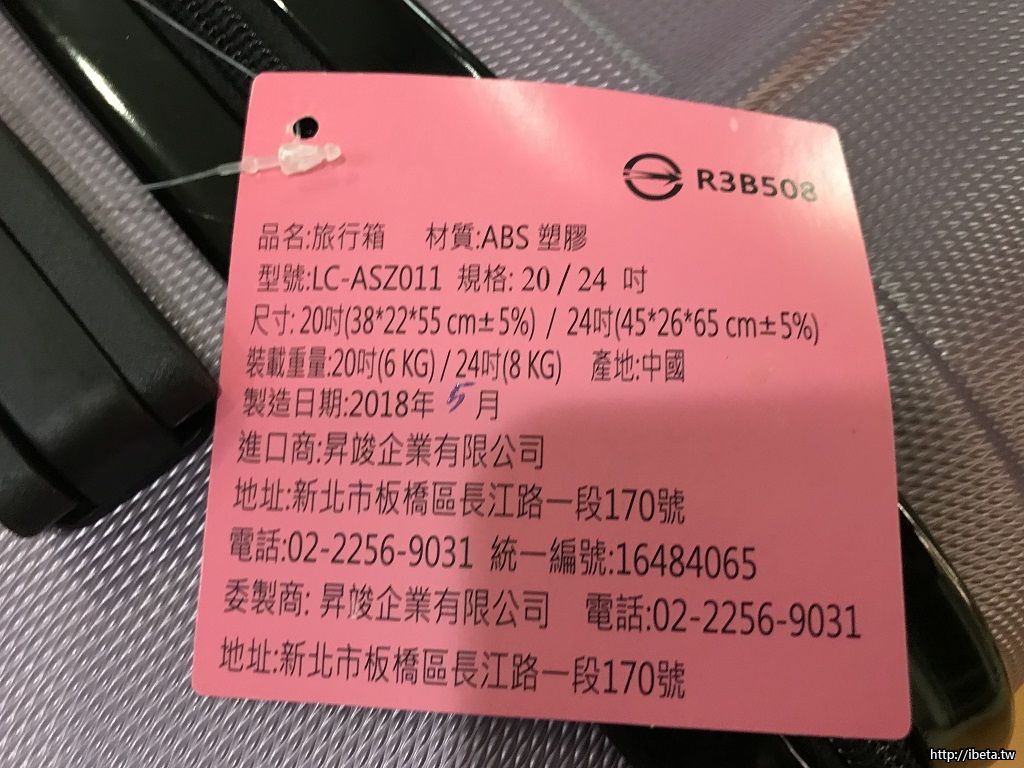 R3B508
品名:旅行箱 材質:ABS 塑膠
型號:LC-ASZ011 規格: 20 / 24 吋
尺寸: 20吋(38*22*55 cm±5%) / 24吋(45*26*65 cm±5%)
裝載重量:20吋(6 KG) / 24吋(8 KG) 產地:中國
製造日期:2018年 5 月
進口商:昇竣企業有限公司
地址:新北市板橋區長江路一段170號
電話:02-2256-9031 統一編號:16484065
委製商: 昇竣企業有限公司 電話:02-2256-9031
地址:新北市板橋區長江路一段170號
http://ibeta.tw